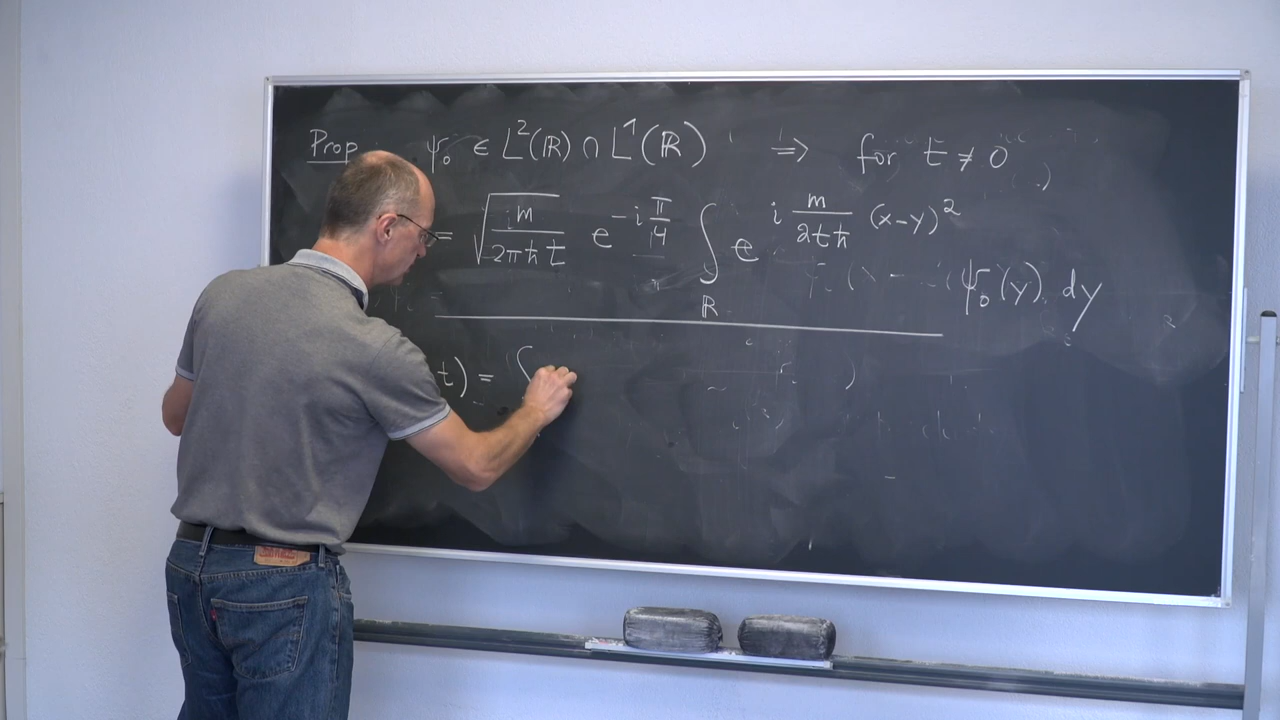 Prop ψ₀ ∈ L²(ℝ) ∩ L¹(ℝ) ⇒ for t ≠ 0
= √(m/(2πħt)) e^(-iπ/4) ∫_ℝ e^(i m/(2tħ) (x-y)²) ψ₀(y) dy
t) = (